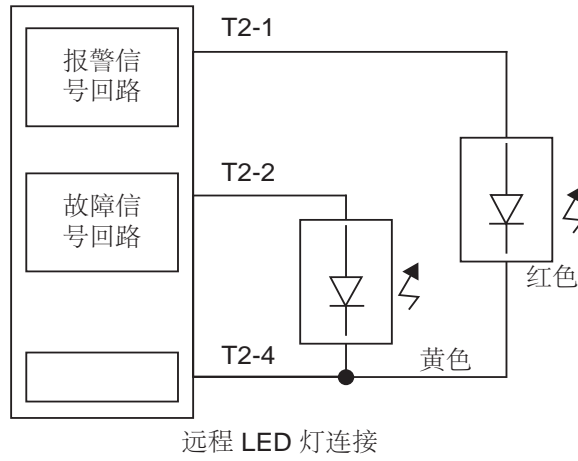 T2-1
报警信
号回路
T2-2
故障信
号回路
红色
T2-4
黄色
远程 LED 灯连接